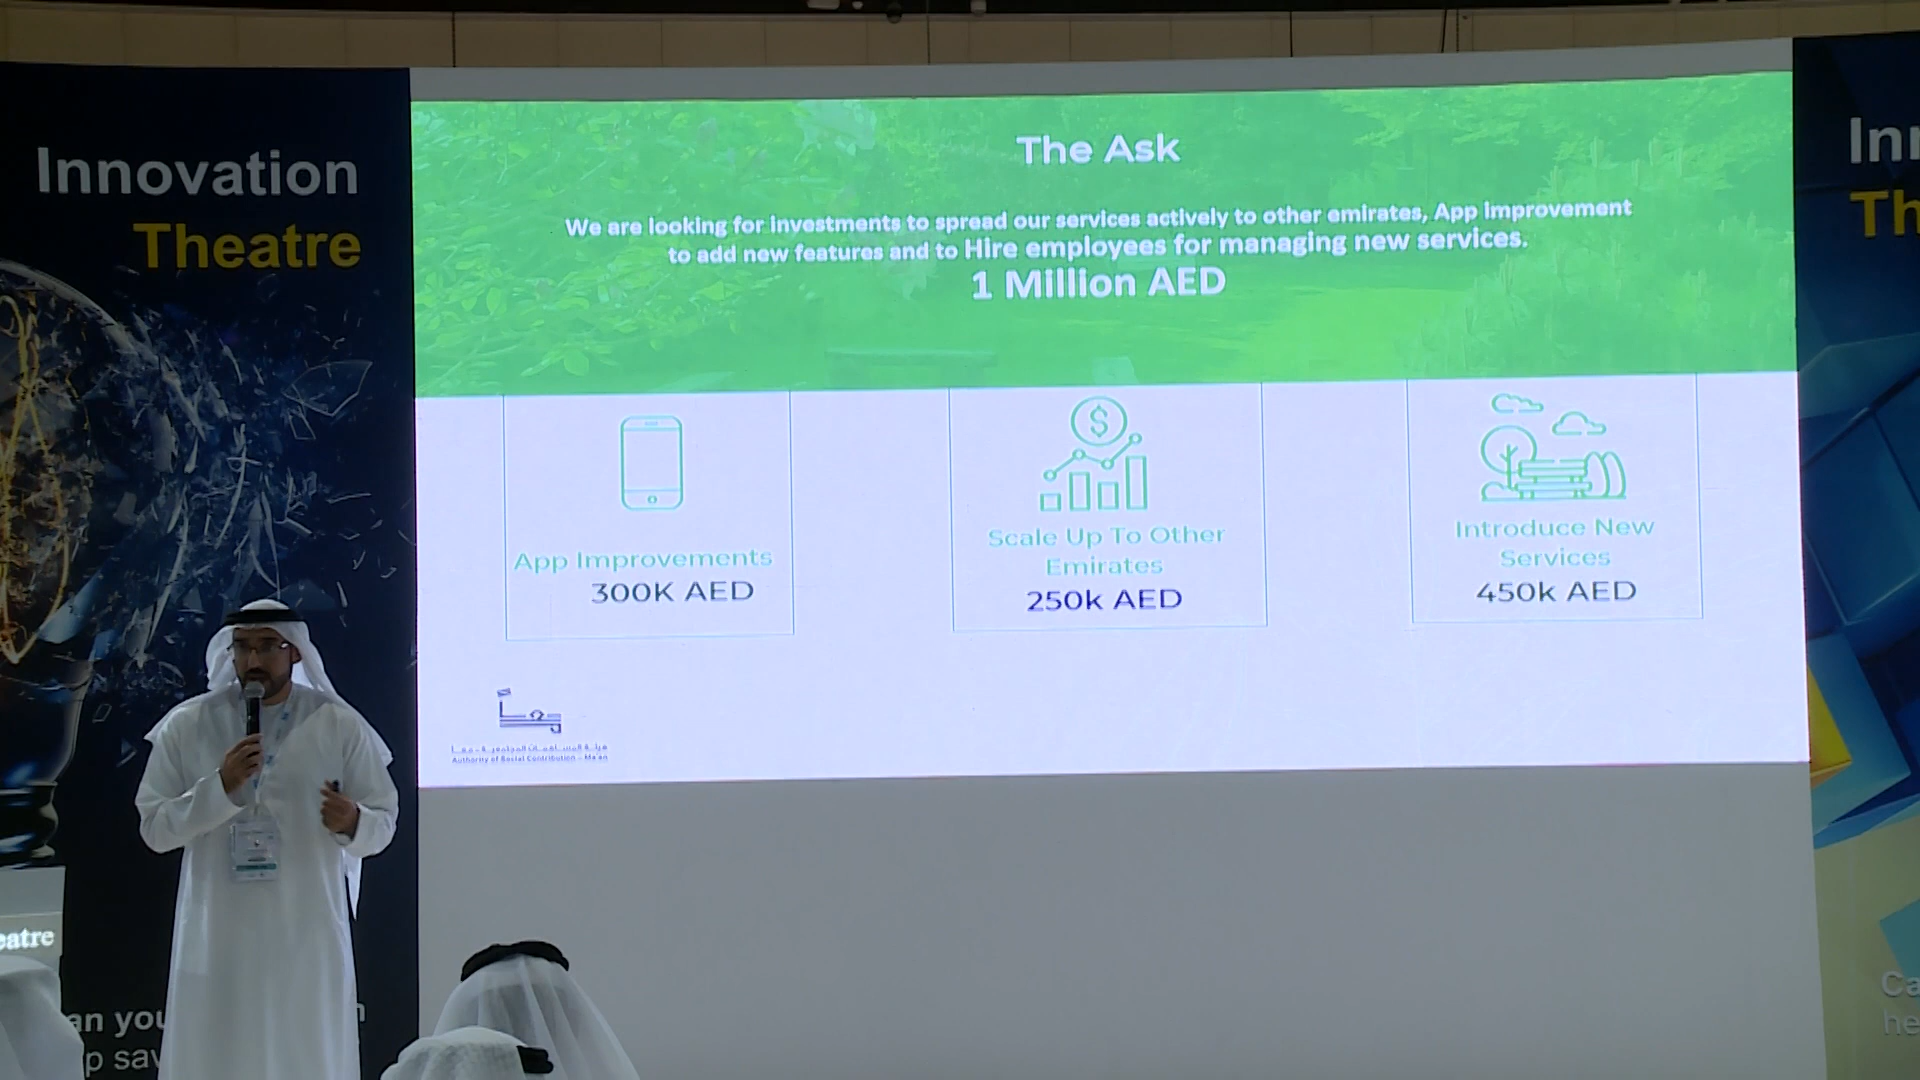 Innovation
Theatre
The Ask
We are looking for investments to spread our services actively to other emirates, App improvement
to add new features and to Hire employees for managing new services.
1 Million AED
App Improvements
300K AED
Scale Up To Other
Emirates
250k AED
Introduce New
Services
450k AED
$
Authority of Social Contribution - Ma'an
eatre
an you
p sav
Inn
Th
Ca
he